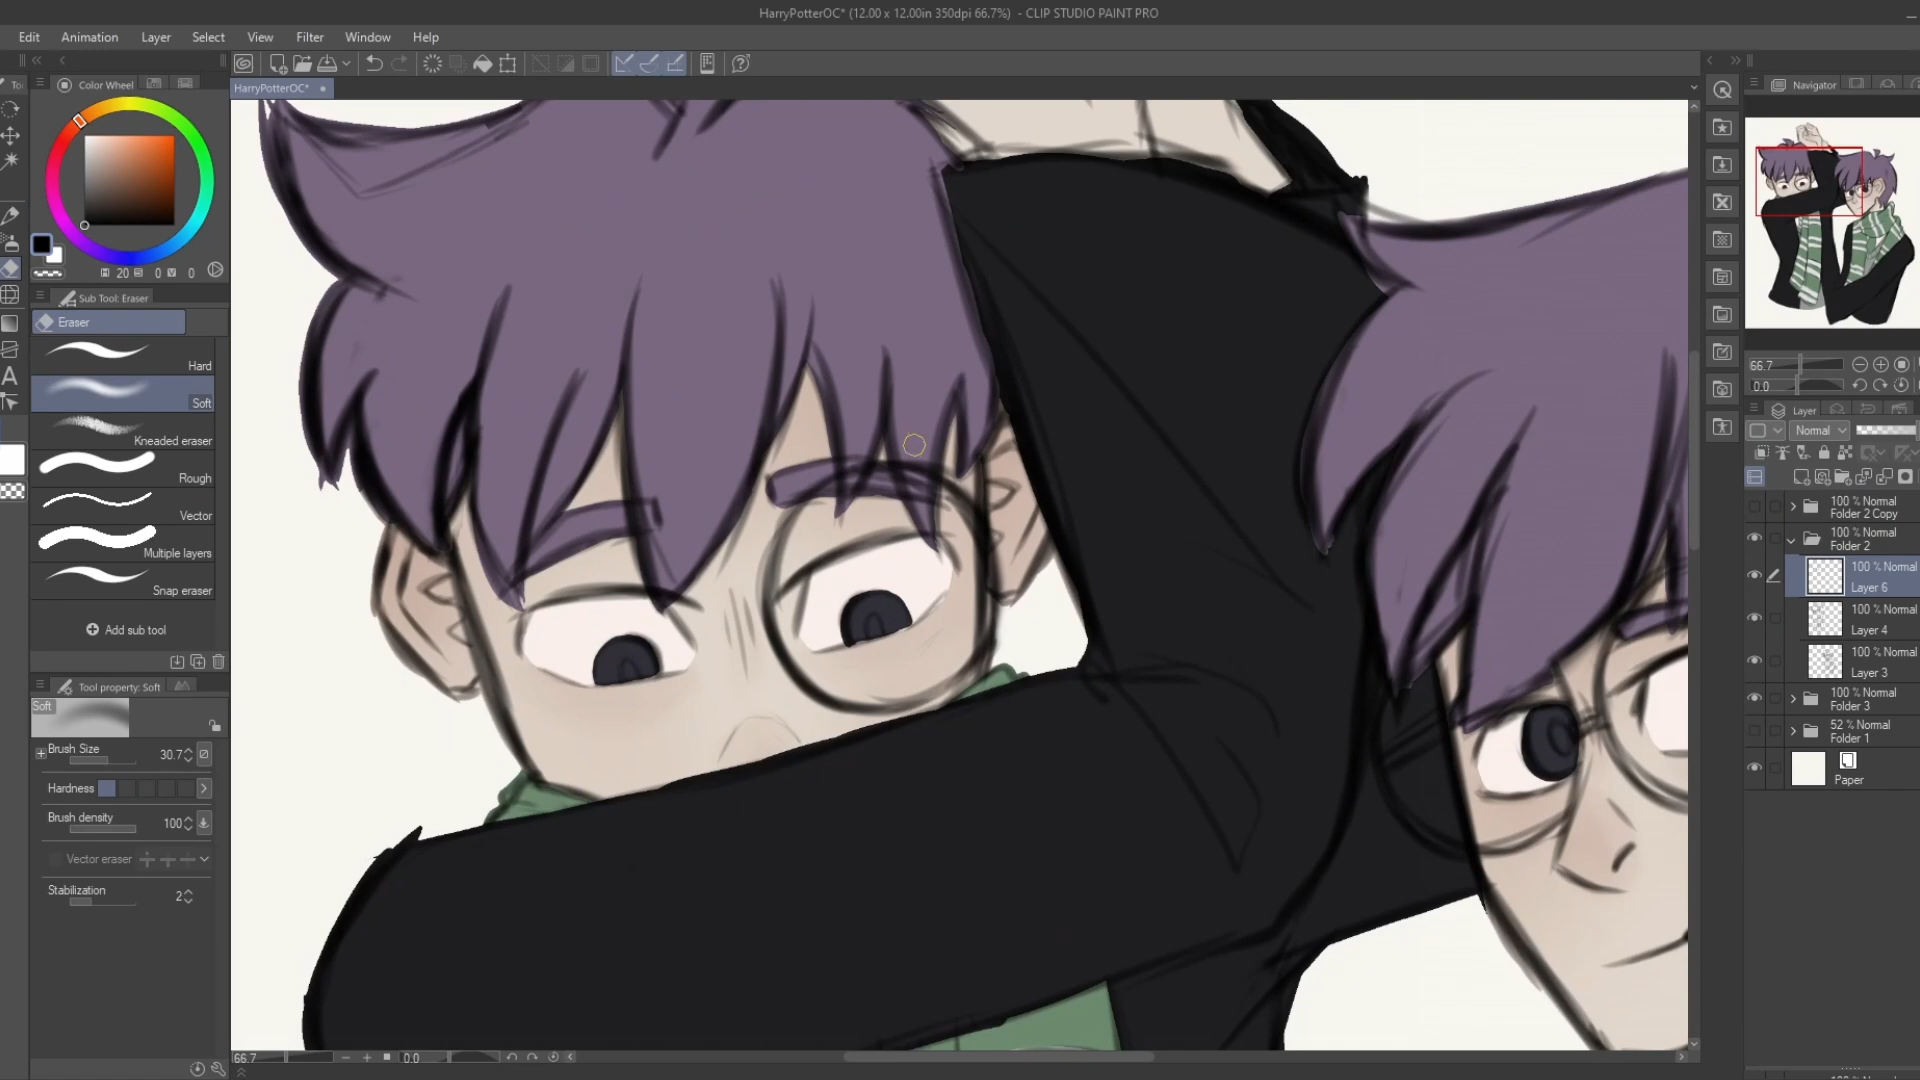 HarryPotterOC* (12.00 x 12.00in 350dpi 66.7%) - CLIP STUDIO PAINT PRO
Edit Animation Layer Select View Filter Window Help
Color Wheel
HarryPotterOC*
Navigator
20 0 0
Sub Tool: Eraser
Eraser
Hard
Soft
Kneaded eraser
Rough
Vector
Multiple layers
Snap eraser
Add sub tool
Tool property: Soft
Soft
Brush Size 30.7
Hardness
Brush density 100
Vector eraser
Stabilization 2
66.7 0.0
66.7
0.0
Layer
Normal
100 % Normal
Folder 2 Copy
100 % Normal
Folder 2
100 % Normal
Layer 6
100 % Normal
Layer 4
100 % Normal
Layer 3
100 % Normal
Folder 3
52 % Normal
Folder 1
Paper